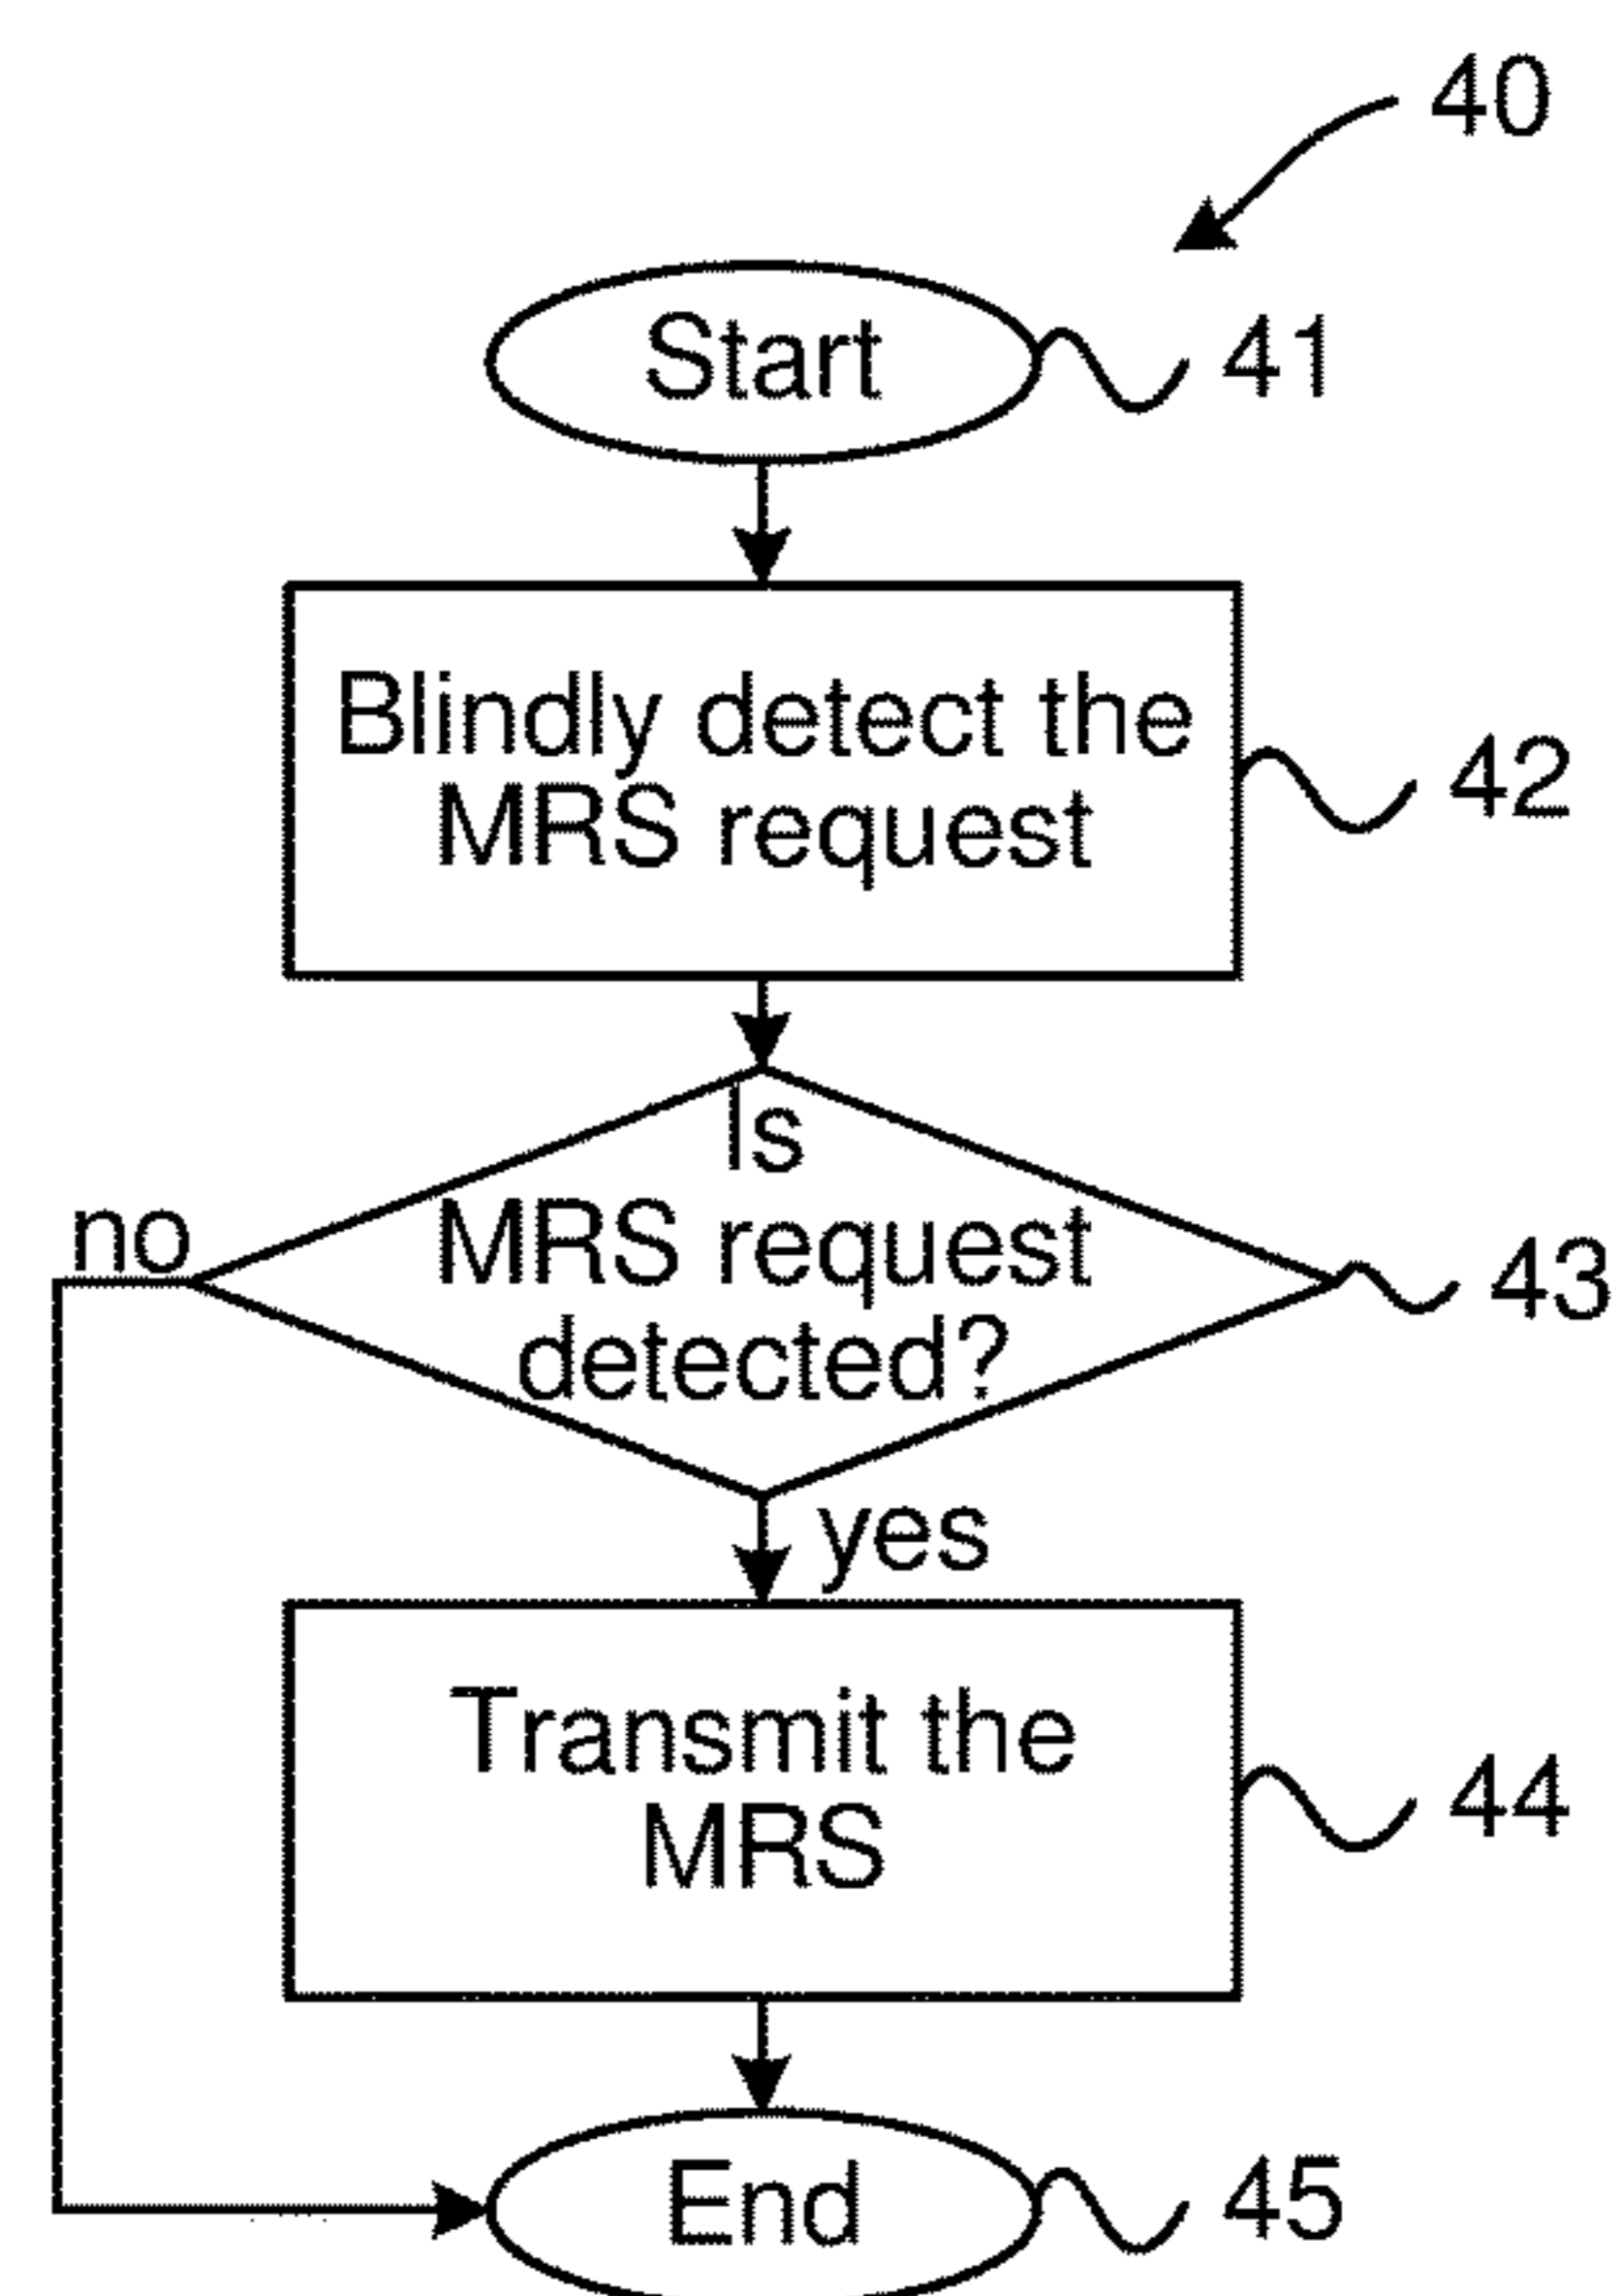 40
Start
41
Blindly detect the
MRS request
42
Is
MRS request
detected?
no
43
yes
Transmit the
MRS
44
End
45